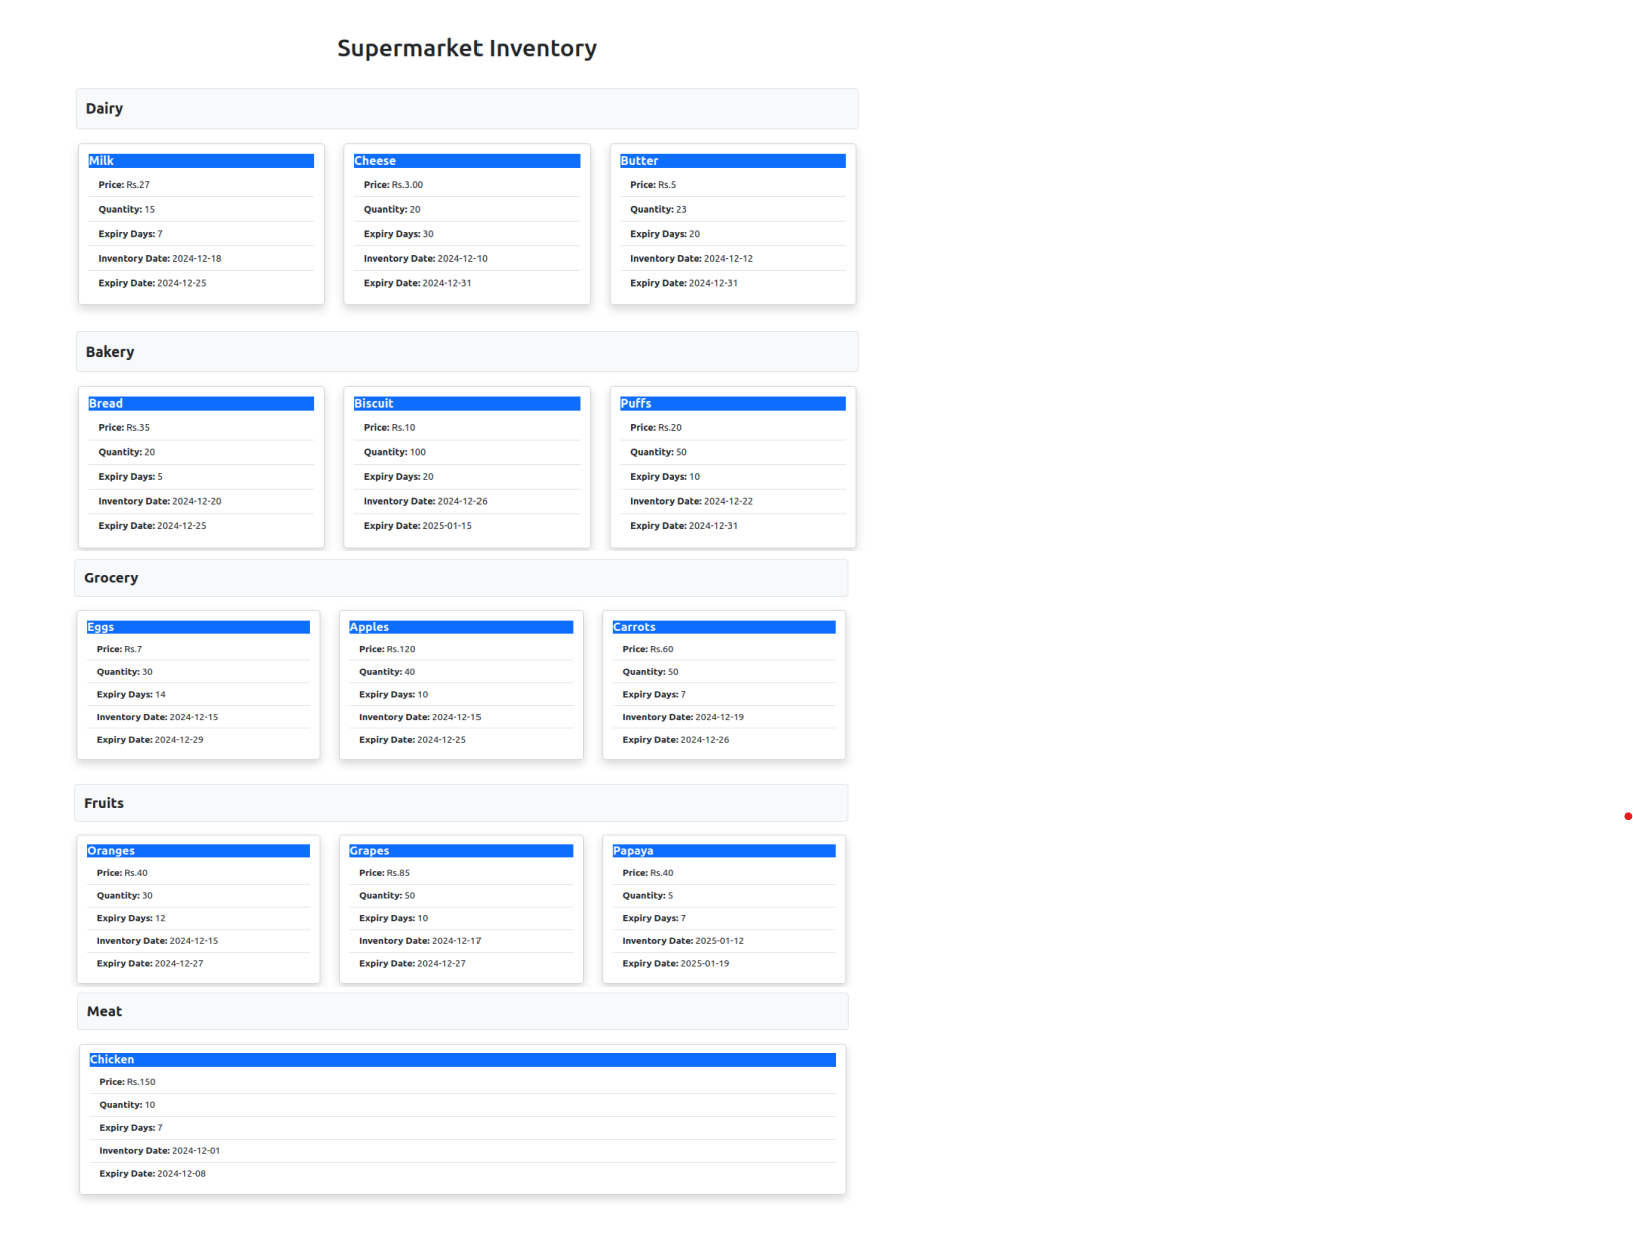 Supermarket Inventory
Dairy
Milk
Price: Rs.27
Quantity: 15
Expiry Days: 7
Inventory Date: 2024-12-18
Expiry Date: 2024-12-25
Cheese
Price: Rs.3.00
Quantity: 20
Expiry Days: 30
Inventory Date: 2024-12-10
Expiry Date: 2024-12-31
Butter
Price: Rs.5
Quantity: 23
Expiry Days: 20
Inventory Date: 2024-12-12
Expiry Date: 2024-12-31
Bakery
Bread
Price: Rs.35
Quantity: 20
Expiry Days: 5
Inventory Date: 2024-12-20
Expiry Date: 2024-12-25
Biscuit
Price: Rs.10
Quantity: 100
Expiry Days: 20
Inventory Date: 2024-12-26
Expiry Date: 2025-01-15
Puffs
Price: Rs.20
Quantity: 50
Expiry Days: 10
Inventory Date: 2024-12-22
Expiry Date: 2024-12-31
Grocery
Eggs
Price: Rs.7
Quantity: 30
Expiry Days: 14
Inventory Date: 2024-12-15
Expiry Date: 2024-12-29
Apples
Price: Rs.120
Quantity: 40
Expiry Days: 10
Inventory Date: 2024-12-15
Expiry Date: 2024-12-25
Carrots
Price: Rs.60
Quantity: 50
Expiry Days: 7
Inventory Date: 2024-12-19
Expiry Date: 2024-12-26
Fruits
Oranges
Price: Rs.40
Quantity: 30
Expiry Days: 12
Inventory Date: 2024-12-15
Expiry Date: 2024-12-27
Grapes
Price: Rs.85
Quantity: 50
Expiry Days: 10
Inventory Date: 2024-12-17
Expiry Date: 2024-12-27
Papaya
Price: Rs.40
Quantity: 5
Expiry Days: 7
Inventory Date: 2025-01-12
Expiry Date: 2025-01-19
Meat
Chicken
Price: Rs.150
Quantity: 10
Expiry Days: 7
Inventory Date: 2024-12-01
Expiry Date: 2024-12-08